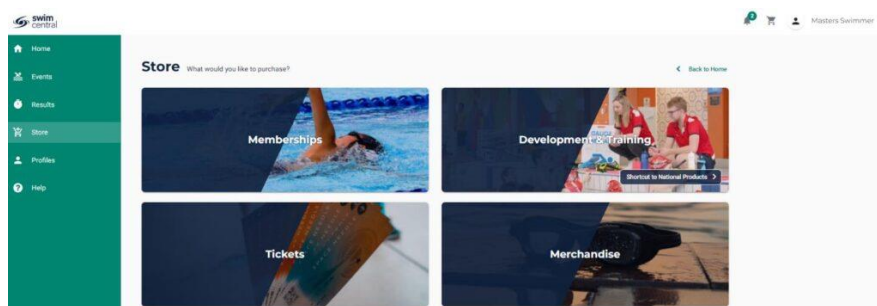 swim
central
2
Masters Swimmer
Home
Events
Results
Store
Profiles
Help
Store What would you like to purchase?
Back to Home
Memberships
Development & Training
Shortcut to National Products
Tickets
Merchandise